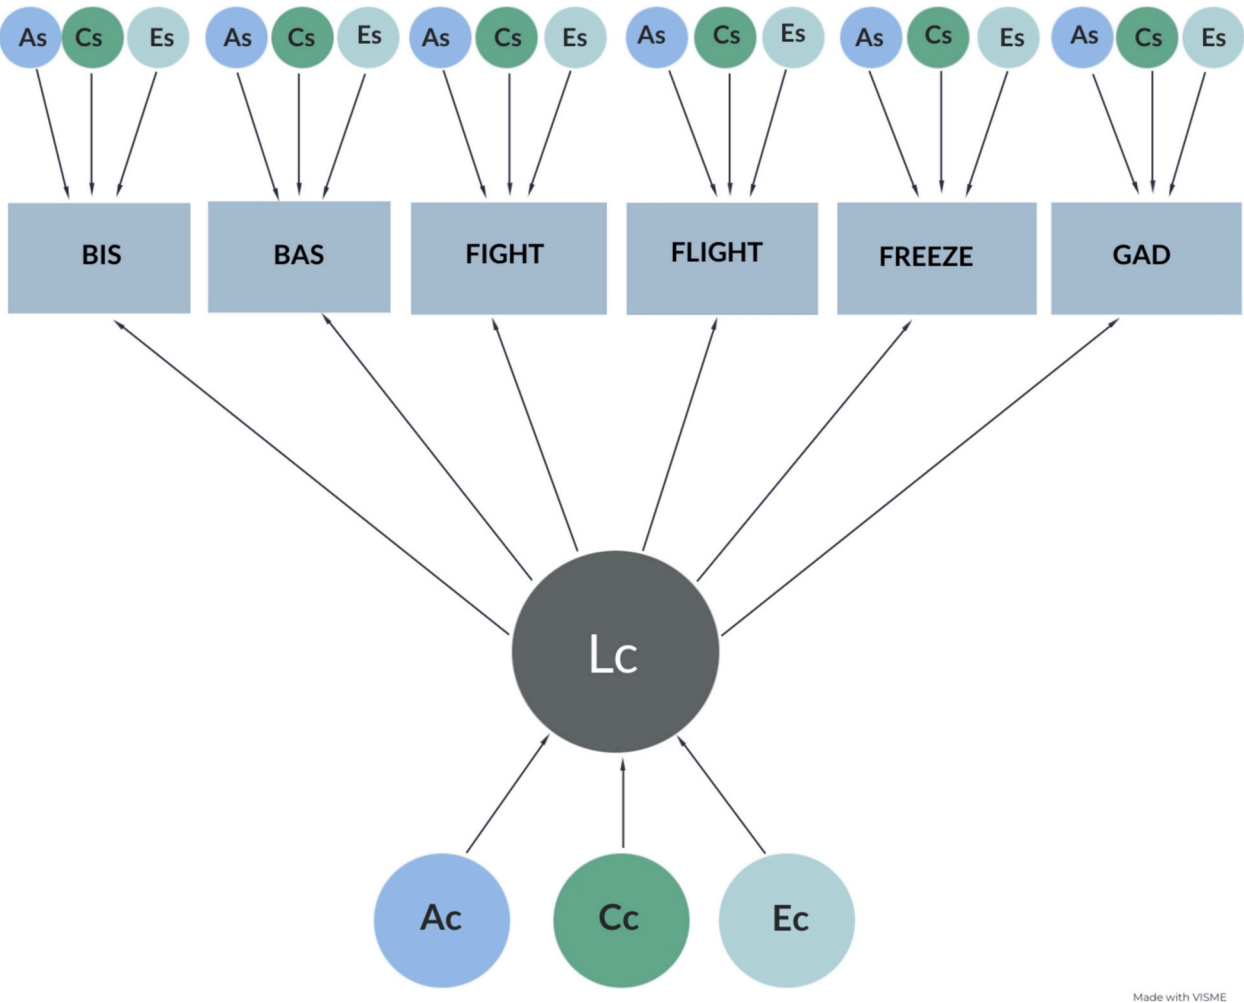 As Cs Es As Cs Es As Cs Es As Cs Es As Cs Es As Cs Es
BIS BAS FIGHT FLIGHT FREEZE GAD
Lc
Ac Cc Ec
Made with VISME